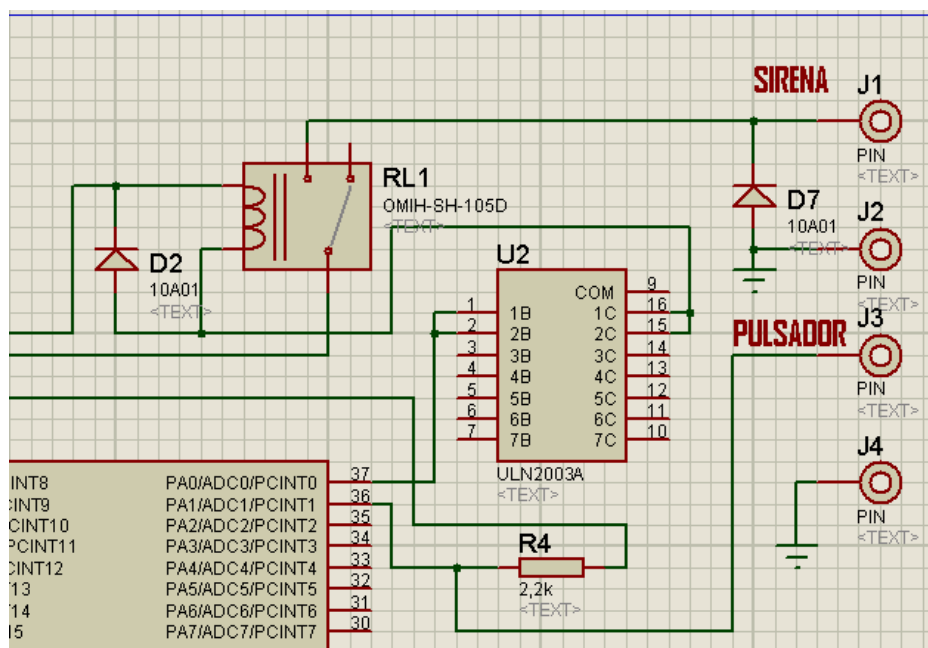 SIRENA
J1
PIN
<TEXT>
RL1
OMIH-SH-105D
<TEXT>
D7
10A01
<TEXT>
J2
PIN
<TEXT>
D2
10A01
<TEXT>
U2
COM
9
1
1B
1C
16
2
2B
2C
15
3
3B
3C
14
4
4B
4C
13
5
5B
5C
12
6
6B
6C
11
7
7B
7C
10
ULN2003A
<TEXT>
PULSADOR
J3
PIN
<TEXT>
J4
PIN
<TEXT>
INT8
PA0/ADC0/PCINT0
37
CINT9
PA1/ADC1/PCINT1
36
CINT10
PA2/ADC2/PCINT2
35
PCINT11
PA3/ADC3/PCINT3
34
CINT12
PA4/ADC4/PCINT4
33
13
PA5/ADC5/PCINT5
32
14
PA6/ADC6/PCINT6
31
15
PA7/ADC7/PCINT7
30
R4
2,2k
<TEXT>